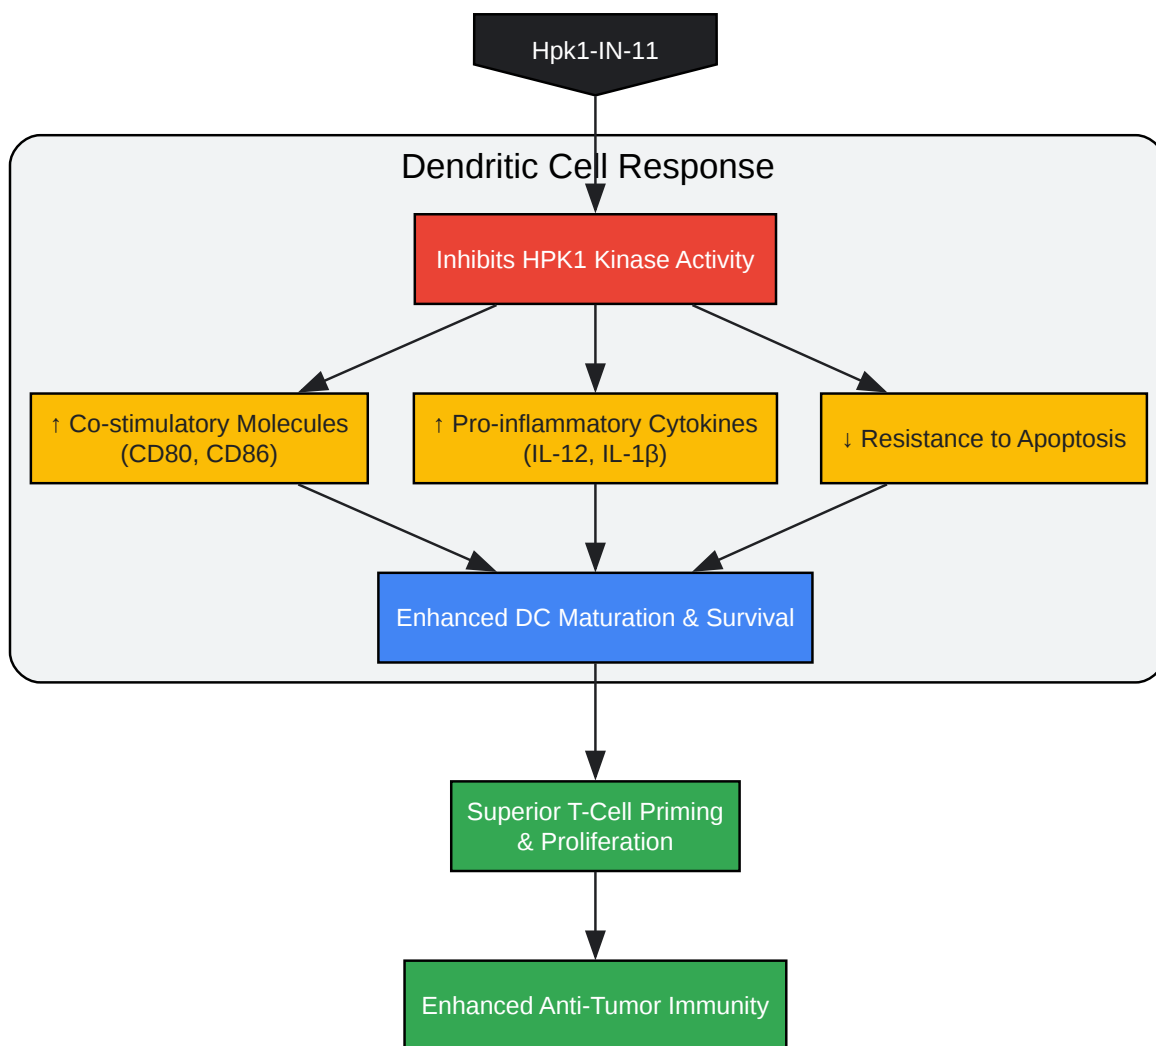 Hpk1-IN-11
Dendritic Cell Response
Inhibits HPK1 Kinase Activity
↑ Co-stimulatory Molecules
(CD80, CD86)
↑ Pro-inflammatory Cytokines
(IL-12, IL-1β)
↓ Resistance to Apoptosis
Enhanced DC Maturation & Survival
Superior T-Cell Priming
& Proliferation
Enhanced Anti-Tumor Immunity